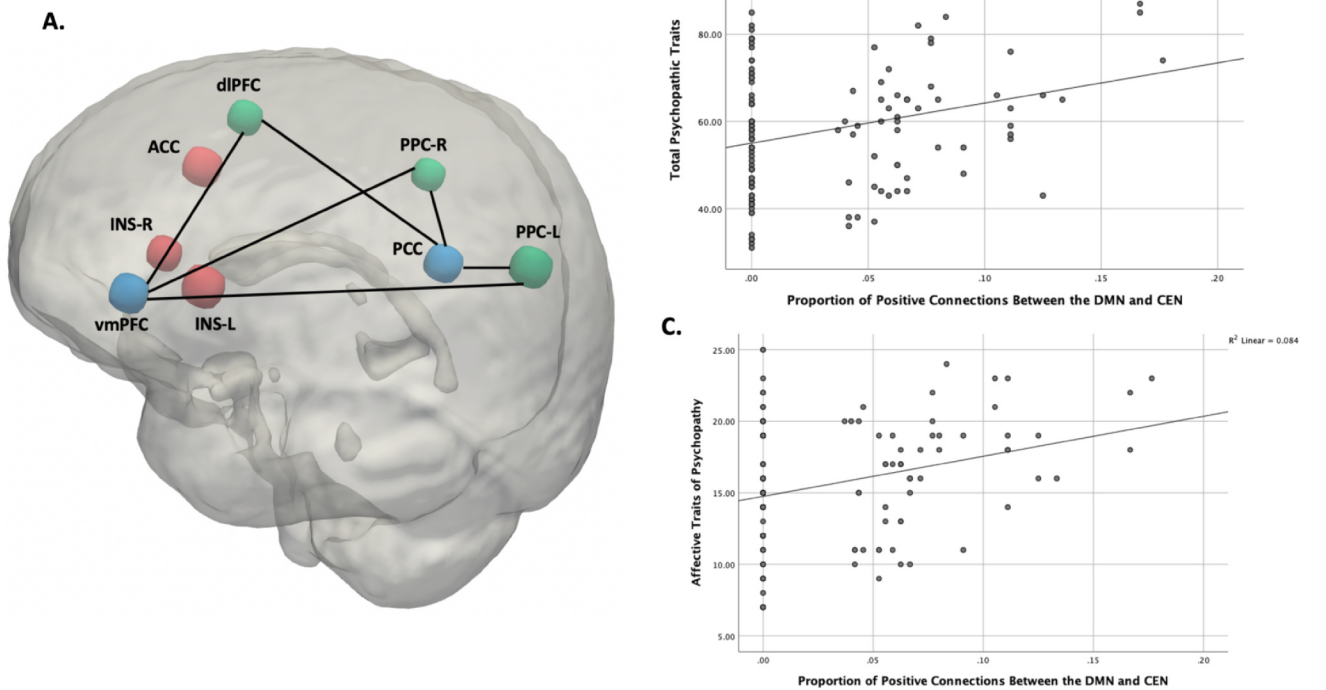 A.
dlPFC
ACC
PPC-R
INS-R
PCC
PPC-L
vmPFC
INS-L
Total Psychopathic Traits
80.00
60.00
40.00
.00
.05
.10
.15
.20
Proportion of Positive Connections Between the DMN and CEN
C.
R² Linear = 0.084
Affective Traits of Psychopathy
25.00
20.00
15.00
10.00
5.00
.00
.05
.10
.15
.20
Proportion of Positive Connections Between the DMN and CEN